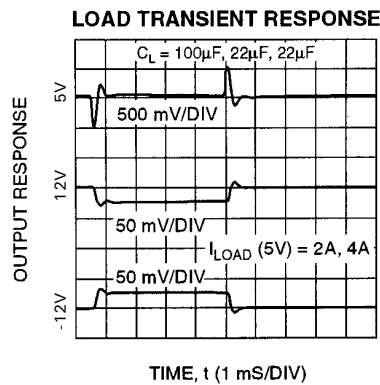 LOAD TRANSIENT RESPONSE
C_L = 100µF, 22µF, 22µF
5V
500 mV/DIV
OUTPUT RESPONSE
12V
50 mV/DIV
I_LOAD (5V) = 2A, 4A
50 mV/DIV
-12V
TIME, t (1 mS/DIV)